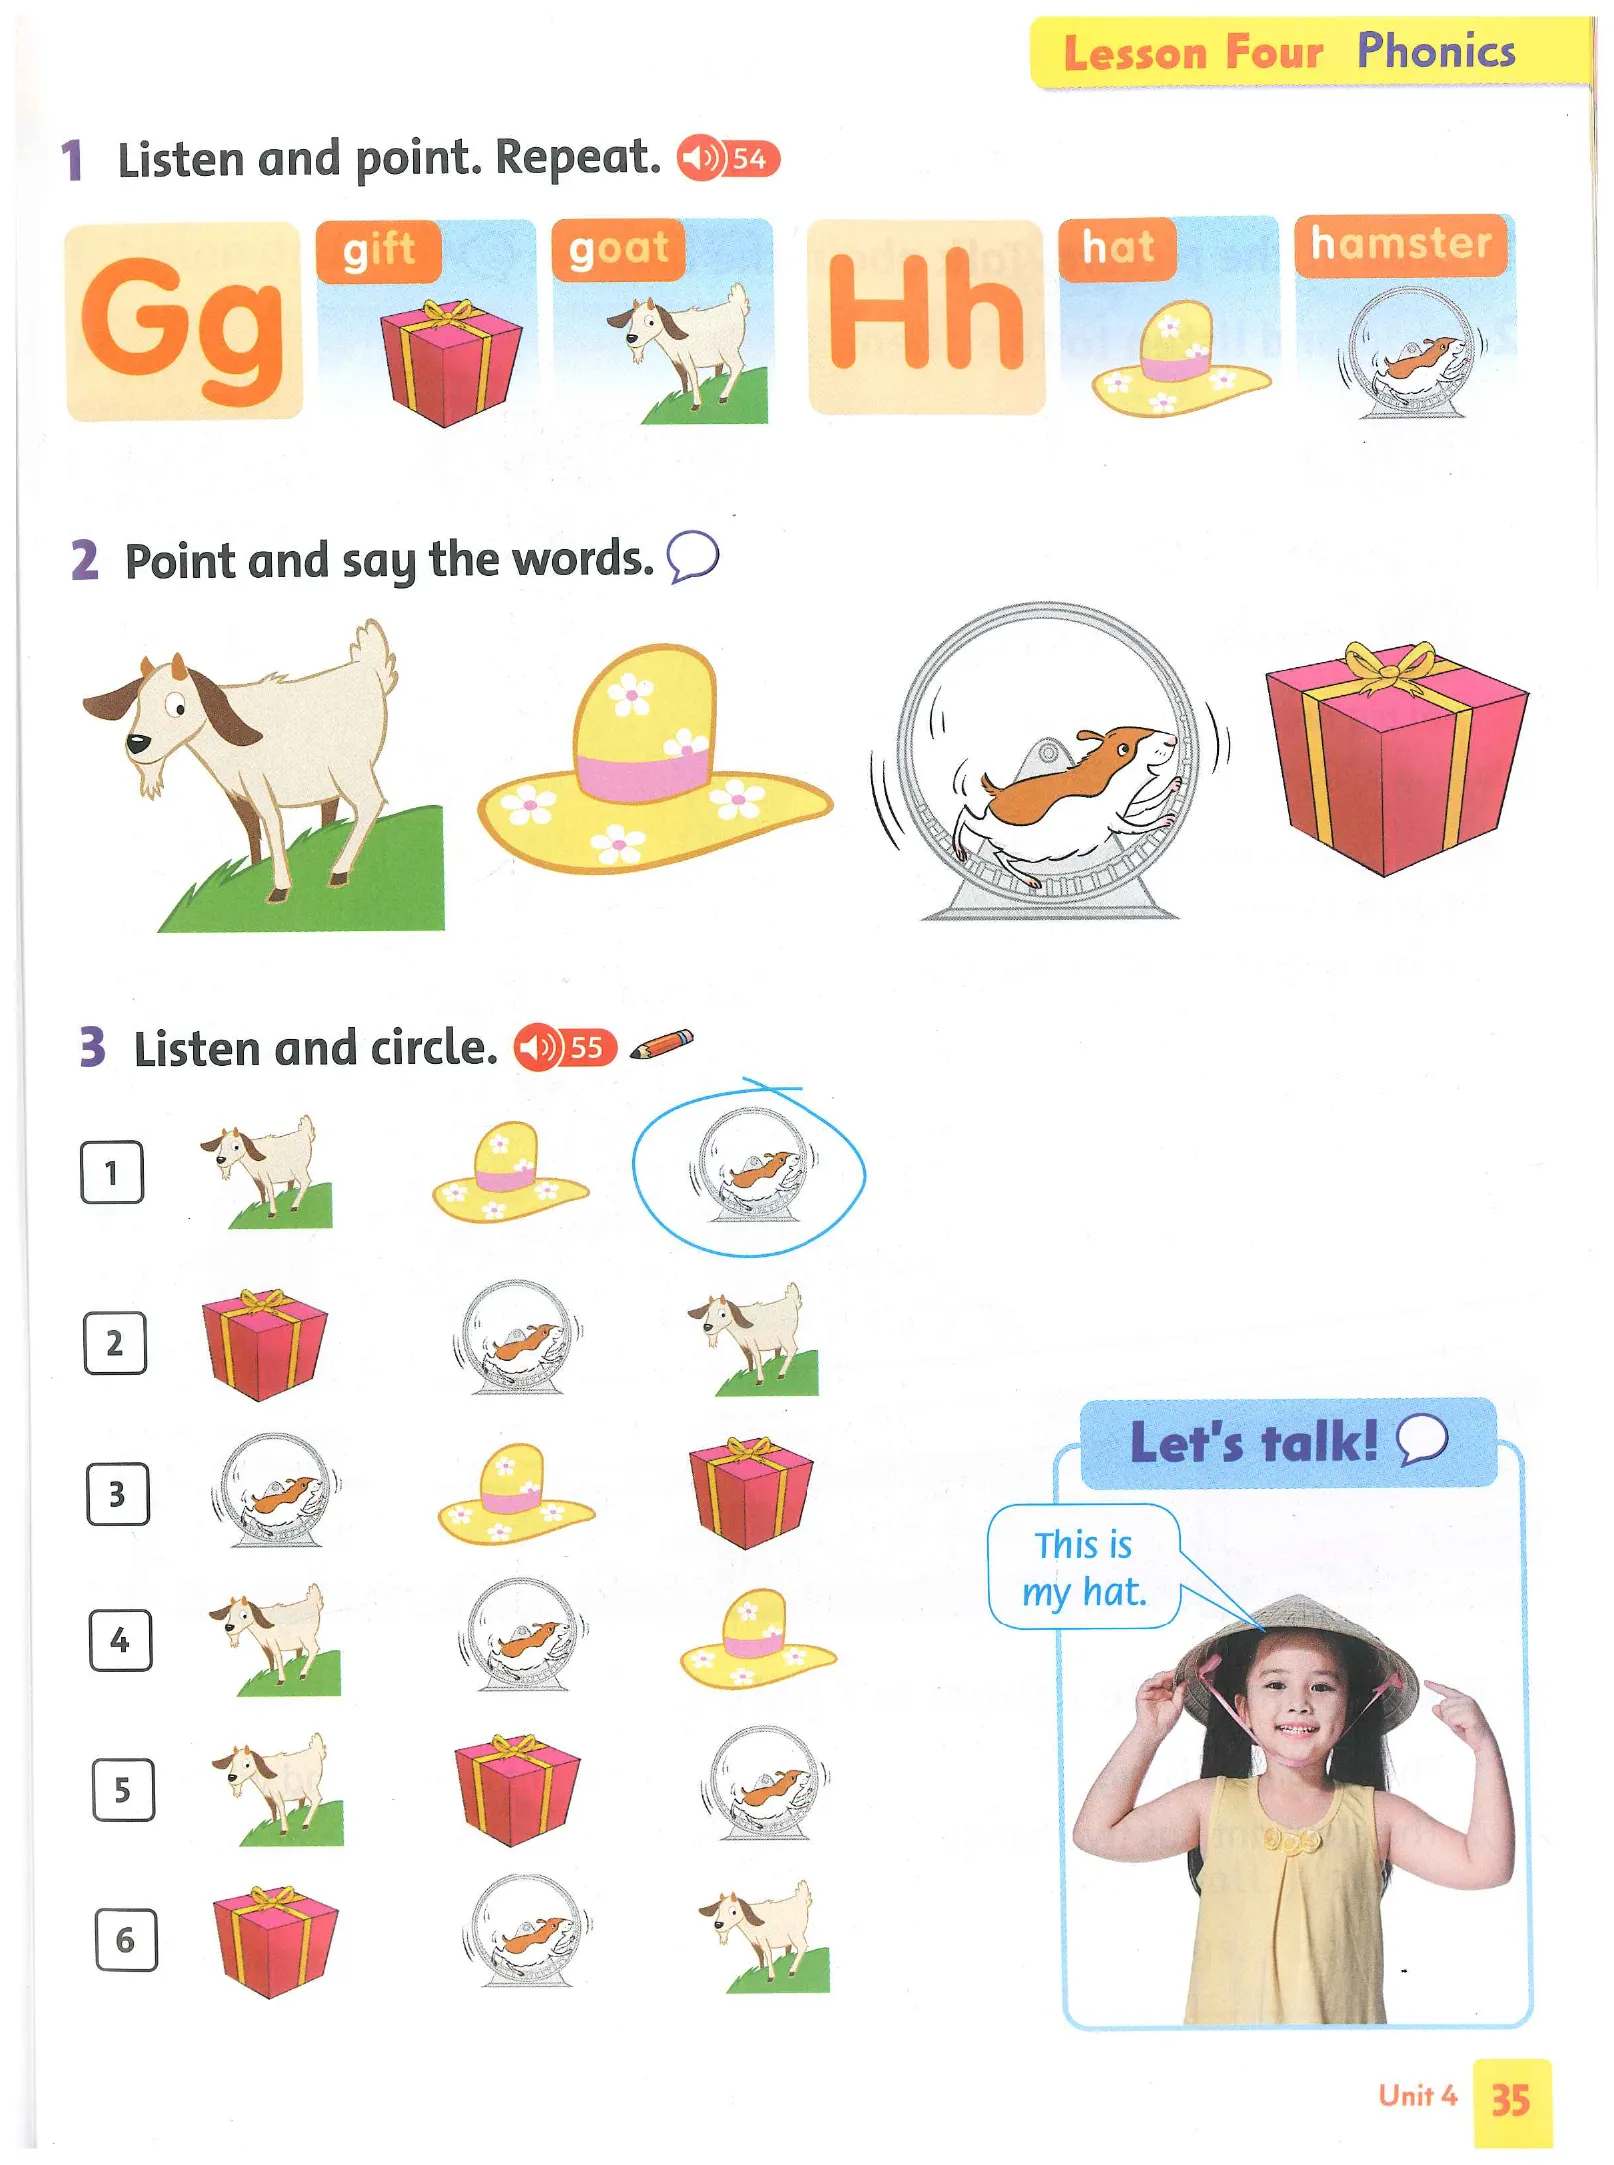 Lesson Four Phonics
1 Listen and point. Repeat. 54
Gg gift goat Hh hat hamster
2 Point and say the words.
3 Listen and circle. 55
1
2
3
4
5
6
Let's talk!
This is
my hat.
Unit 4 35